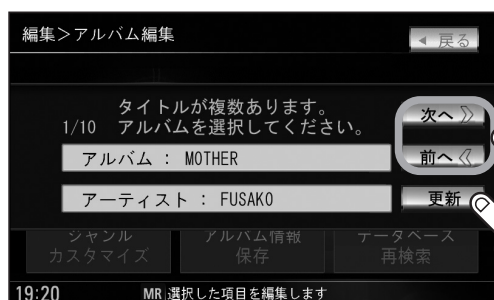 編集＞アルバム編集
◀ 戻る
タイトルが複数あります。
1/10 アルバムを選択してください。
次へ
前へ
アルバム : MOTHER
アーティスト : FUSAKO
更新
ジャンル
カスタマイズ
アルバム情報
保存
データベース
再検索
19:20
MR 選択した項目を編集します